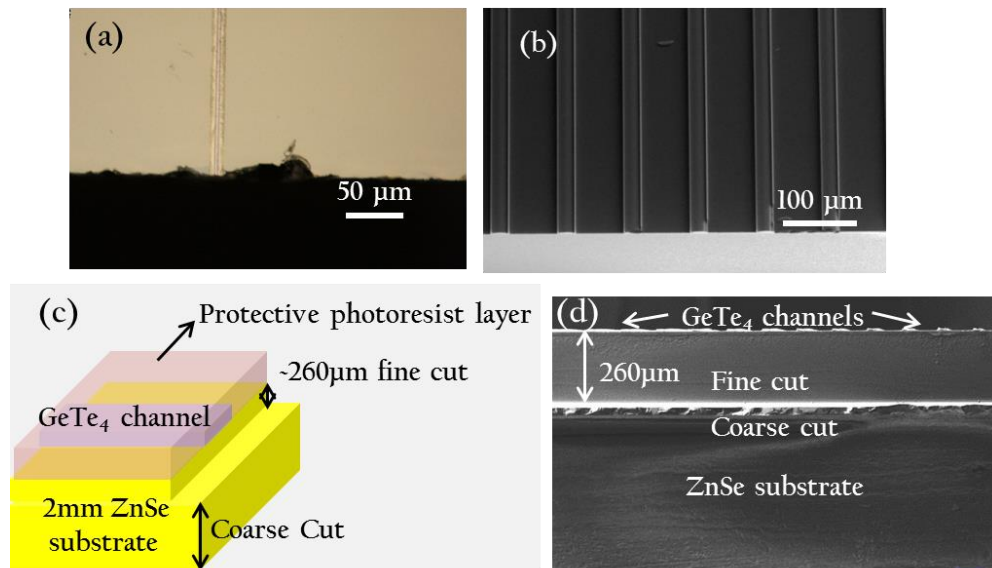 (a)
50 µm
(b)
100 µm
(c)
Protective photoresist layer
~260µm fine cut
GeTe₄ channel
2mm ZnSe
substrate
Coarse Cut
(d)
GeTe₄ channels
260µm
Fine cut
Coarse cut
ZnSe substrate